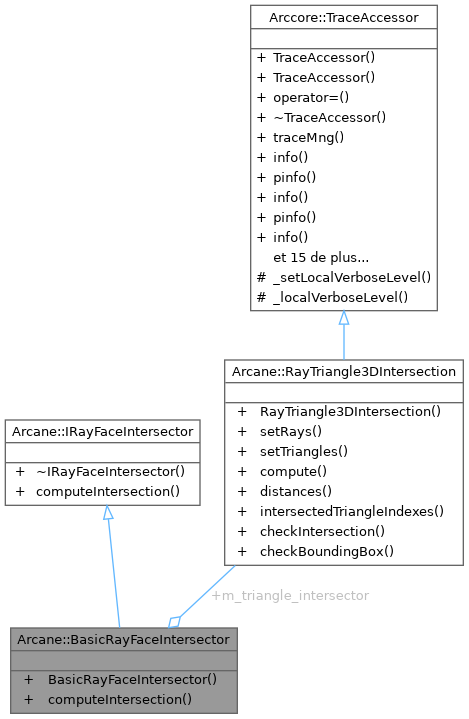 Arccore::TraceAccessor
+ TraceAccessor()
+ TraceAccessor()
+ operator=()
+ ~TraceAccessor()
+ traceMng()
+ info()
+ pinfo()
+ info()
+ pinfo()
+ info()
et 15 de plus...
# _setLocalVerboseLevel()
# _localVerboseLevel()
Arcane::RayTriangle3DIntersection
+ RayTriangle3DIntersection()
+ setRays()
+ setTriangles()
+ compute()
+ distances()
+ intersectedTriangleIndexes()
+ checkIntersection()
+ checkBoundingBox()
Arcane::IRayFaceIntersector
+ ~IRayFaceIntersector()
+ computeIntersection()
+m_triangle_intersector
Arcane::BasicRayFaceIntersector
+ BasicRayFaceIntersector()
+ computeIntersection()